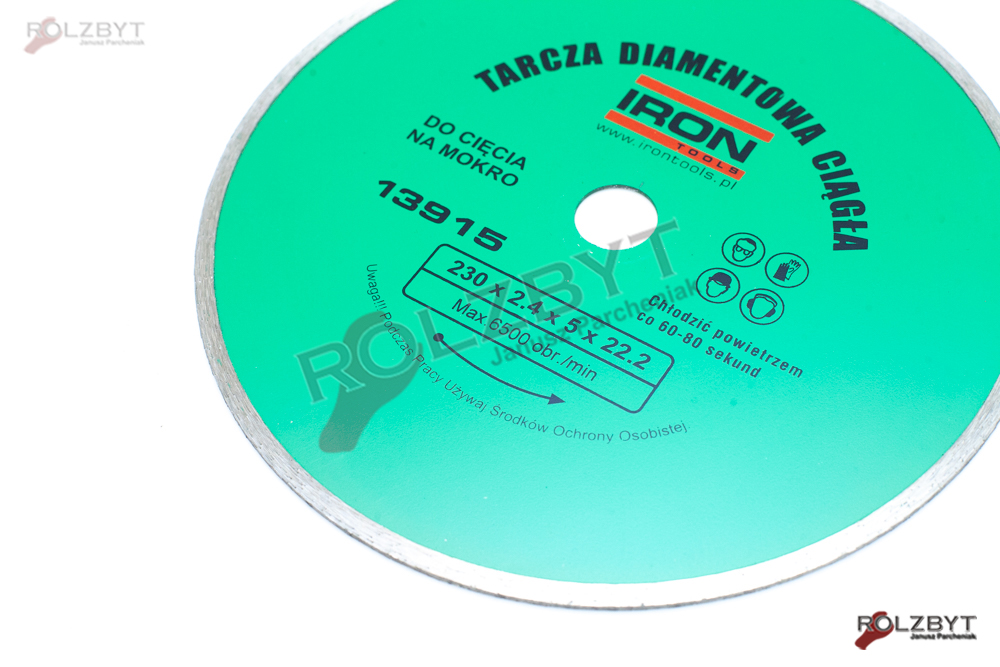 ROLZBYT
Janusz Parcheniak
TARCZA DIAMENTOWA CIĄGŁA
IRON
TOOLS
www.irontools.pl
DO CIĘCIA
NA MOKRO
13915
230 x 2.4 x 5 x 22.2
Max.6500 obr./min
Chłodzić powietrzem
co 60-80 sekund
Uwaga!!! Podczas Pracy Używaj Środków Ochrony Osobistej.
ROLZBYT
Janusz Parcheniak
ROLZBYT
Janusz Parcheniak